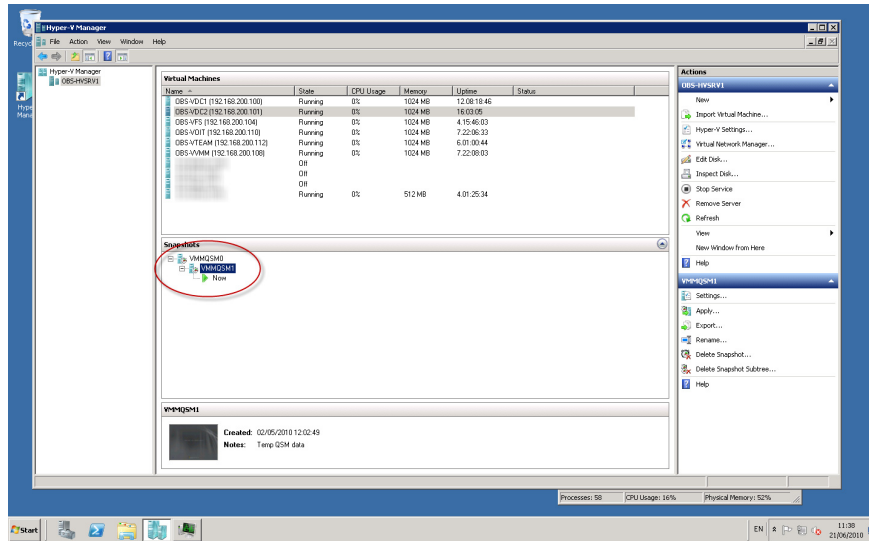 Recyc
Hype
Mana
Hyper-V Manager
File Action View Window Help
Hyper-V Manager
OBS-HVSRV1
Virtual Machines
Name State CPU Usage Memory Uptime Status
OBS-VDC1 (192.168.200.100) Running 0% 1024 MB 12.08:18:46
OBS-VDC2 (192.168.200.101) Running 0% 1024 MB 16:03:05
OBS-VFS (192.168.200.104) Running 0% 1024 MB 4.15:46:03
OBS-VOIT (192.168.200.110) Running 0% 1024 MB 7.22:06:33
OBS-VTEAM (192.168.200.112) Running 0% 1024 MB 6.01:00:44
OBS-VVMM (192.168.200.108) Running 0% 1024 MB 7.22:08:03
Off
Off
Off
Running 0% 512 MB 4.01:25:34
Snapshots
VMMQSM0
VMMQSM1
Now
VMMQSM1
Created: 02/05/2010 12:02:49
Notes: Temp QSM data
Actions
OBS-HVSRV1
New
Import Virtual Machine...
Hyper-V Settings...
Virtual Network Manager...
Edit Disk...
Inspect Disk...
Stop Service
Remove Server
Refresh
View
New Window from Here
Help
VMMQSM1
Settings...
Apply...
Export...
Rename...
Delete Snapshot...
Delete Snapshot Subtree...
Help
Processes: 58 CPU Usage: 16% Physical Memory: 52%
Start
EN
11:38
21/06/2010